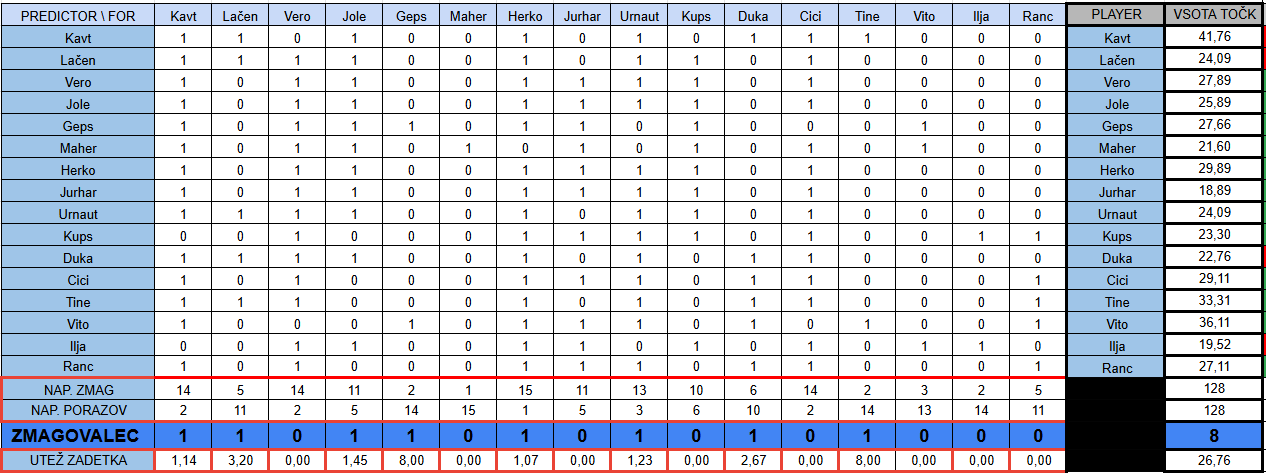 PREDICTOR \ FOR Kavt Lačen Vero Jole Geps Maher Herko Jurhar Urnaut Kups Duka Cici Tine Vito Ilja Ranc PLAYER VSOTA TOČK
Kavt 1 1 0 1 0 0 1 0 1 0 1 1 1 0 0 0 Kavt 41,76
Lačen 1 1 1 1 0 0 1 0 1 1 0 1 0 0 0 0 Lačen 24,09
Vero 1 0 1 1 0 0 1 1 1 1 0 1 0 0 0 0 Vero 27,89
Jole 1 0 1 1 0 0 1 1 1 1 0 1 0 0 0 0 Jole 25,89
Geps 1 0 1 1 1 0 1 1 0 1 0 0 0 1 0 0 Geps 27,66
Maher 1 0 1 1 0 1 0 1 0 1 0 1 0 1 0 0 Maher 21,60
Herko 1 0 1 1 0 0 1 1 1 1 0 1 0 0 0 0 Herko 29,89
Jurhar 1 0 1 1 0 0 1 1 1 1 0 1 0 0 0 0 Jurhar 18,89
Urnaut 1 1 1 1 0 0 1 0 1 1 0 1 0 0 0 0 Urnaut 24,09
Kups 0 0 1 0 0 0 1 1 1 0 1 1 0 0 1 1 Kups 23,30
Duka 1 1 1 1 0 0 1 0 1 0 1 1 0 0 0 0 Duka 22,76
Cici 1 0 1 0 0 0 1 1 1 0 1 1 0 0 0 1 Cici 29,11
Tine 1 1 1 0 0 0 1 0 1 1 0 1 0 0 0 1 Tine 33,31
Vito 1 0 0 0 1 0 1 1 1 0 1 0 1 0 0 1 Vito 36,11
Ilja 0 0 1 1 0 0 1 1 0 1 0 1 0 1 1 0 Ilja 19,52
Ranc 1 0 1 0 0 0 1 1 1 0 1 1 0 0 0 1 Ranc 27,11
NAP. ZMAG 14 5 14 11 2 1 15 11 13 10 6 14 2 3 2 5 128
NAP. PORAZOV 2 11 2 5 14 15 1 5 3 6 10 2 14 13 14 11 128
ZMAGOVALEC 1 1 0 1 1 0 1 0 1 0 1 0 1 0 0 0 8
UTEŽ ZADETKA 1,14 3,20 0,00 1,45 8,00 0,00 1,07 0,00 1,23 0,00 2,67 0,00 8,00 0,00 0,00 0,00 26,76